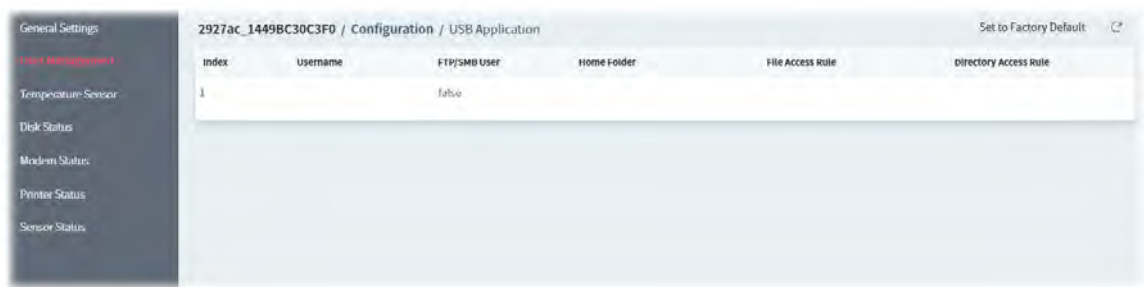 General Settings
2927ac_1449BC30C3F0 / Configuration / USB Application
Set to Factory Default
Index Username FTP/SMB User Home Folder File Access Rule Directory Access Rule
Temperature Sensor
1 false
Disk Status
Modem Status
Printer Status
Sensor Status